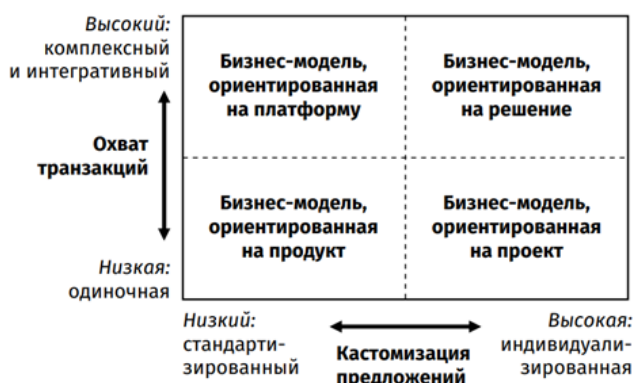 Высокий:
комплексный
и интегративный
Охват
транзакций
Низкая:
одиночная
Бизнес-модель,
ориентированная
на платформу
Бизнес-модель,
ориентированная
на решение
Бизнес-модель,
ориентированная
на продукт
Бизнес-модель,
ориентированная
на проект
Низкий:
стандарти-
зированный
Кастомизация
предложений
Высокая:
индивидуали-
зированная